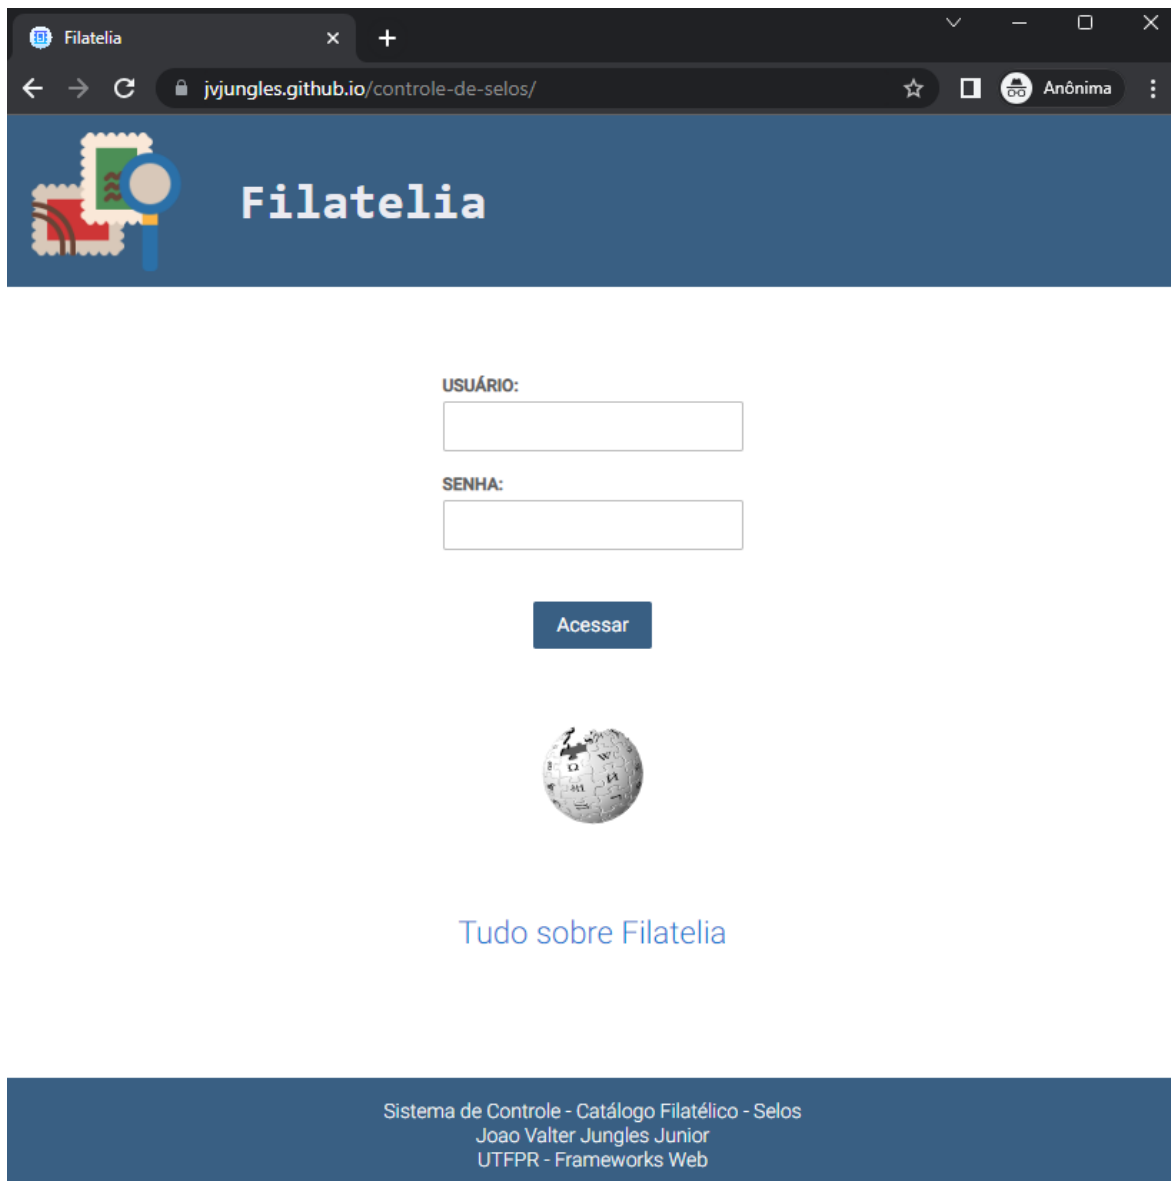 Filatelia
jvjungles.github.io/controle-de-selos/
Anônima
Filatelia
USUÁRIO:
SENHA:
Acessar
Tudo sobre Filatelia
Sistema de Controle - Catálogo Filatélico - Selos
Joao Valter Jungles Junior
UTFPR - Frameworks Web